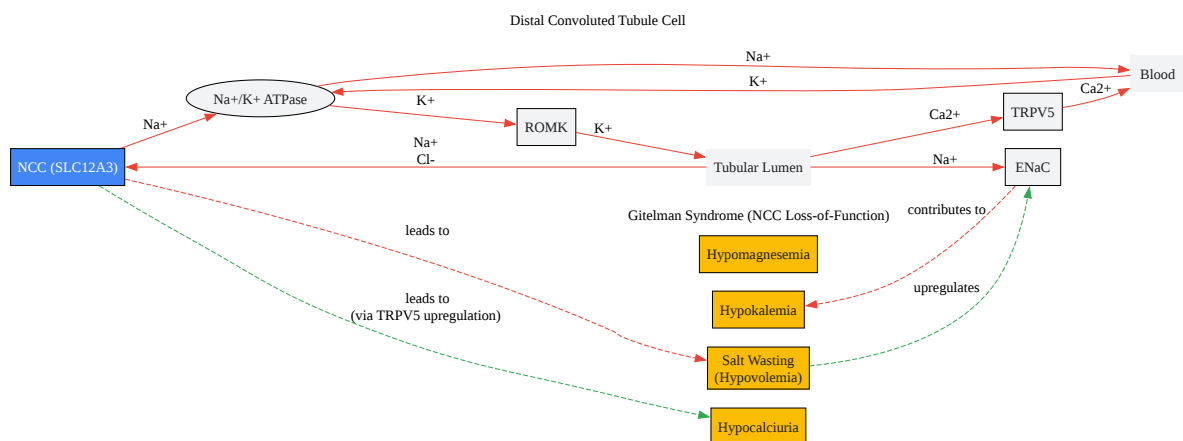 Distal Convoluted Tubule Cell
Na+
Blood
K+
Ca2+
Na+/K+ ATPase
K+
TRPV5
Na+
ROMK
K+
Ca2+
Na+
Cl-
NCC (SLC12A3)
Tubular Lumen
Na+
ENaC
Gitelman Syndrome (NCC Loss-of-Function)
contributes to
leads to
Hypomagnesemia
leads to
(via TRPV5 upregulation)
Hypokalemia
upregulates
Salt Wasting
(Hypovolemia)
Hypocalciuria